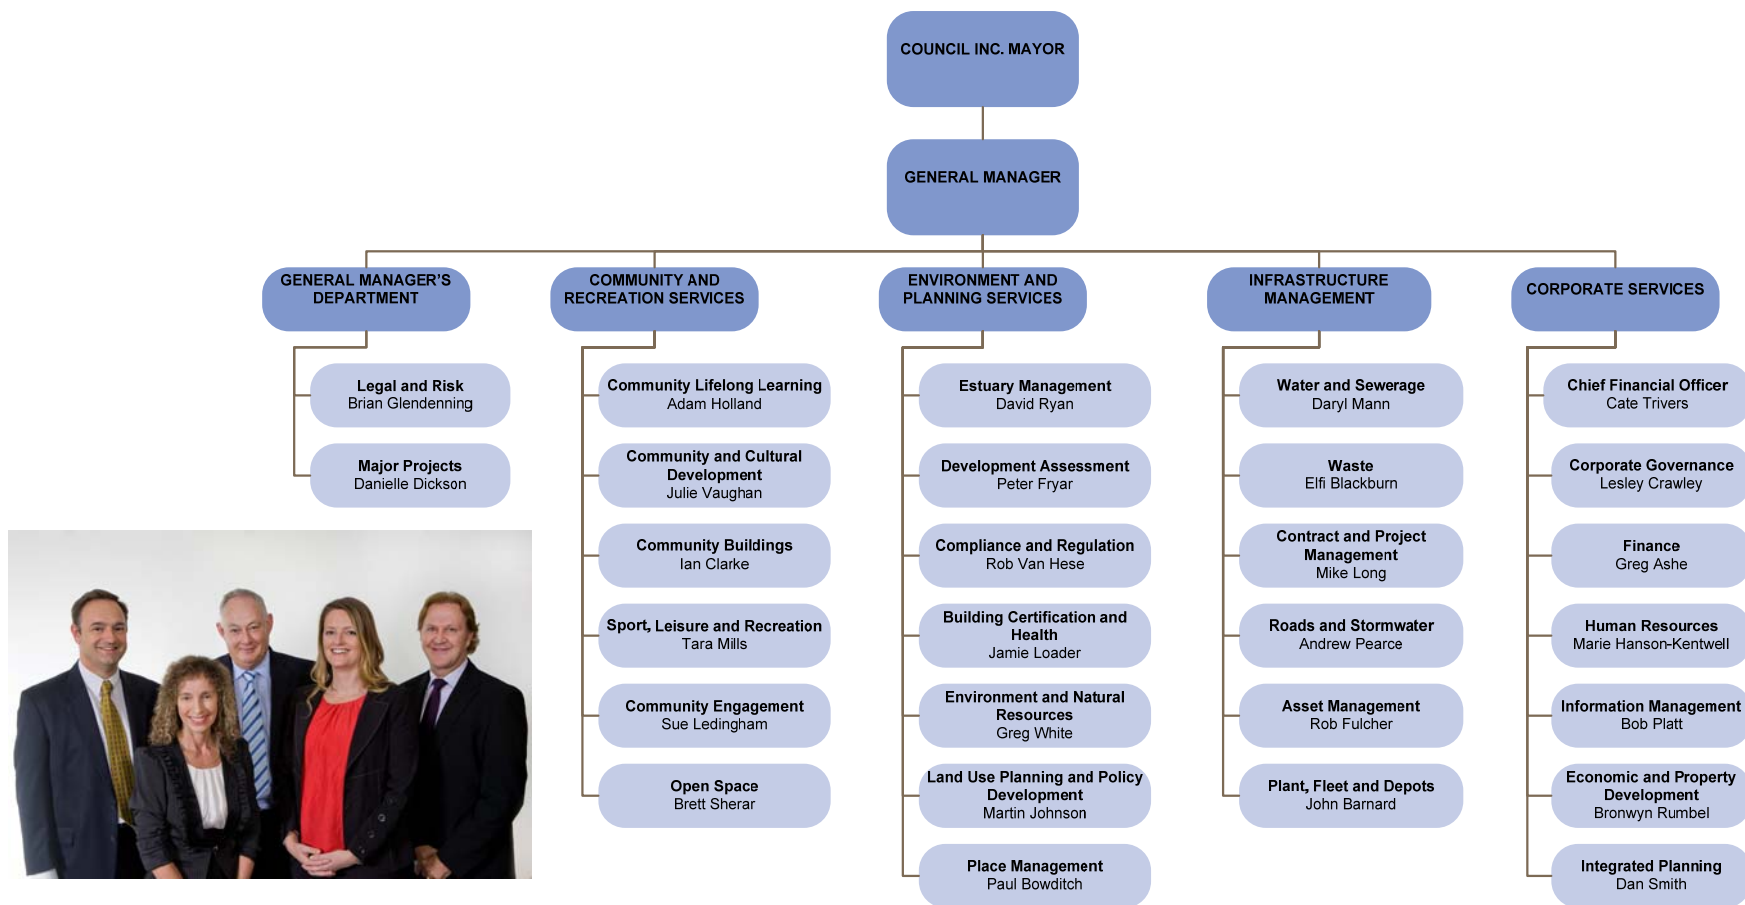 COUNCIL INC. MAYOR
GENERAL MANAGER
GENERAL MANAGER'S
DEPARTMENT
Legal and Risk
Brian Glendenning
Major Projects
Danielle Dickson
COMMUNITY AND
RECREATION SERVICES
Community Lifelong Learning
Adam Holland
Community and Cultural
Development
Julie Vaughan
Community Buildings
Ian Clarke
Sport, Leisure and Recreation
Tara Mills
Community Engagement
Sue Ledingham
Open Space
Brett Sherar
ENVIRONMENT AND
PLANNING SERVICES
Estuary Management
David Ryan
Development Assessment
Peter Fryar
Compliance and Regulation
Rob Van Hese
Building Certification and
Health
Jamie Loader
Environment and Natural
Resources
Greg White
Land Use Planning and Policy
Development
Martin Johnson
Place Management
Paul Bowditch
INFRASTRUCTURE
MANAGEMENT
Water and Sewerage
Daryl Mann
Waste
Elfi Blackburn
Contract and Project
Management
Mike Long
Roads and Stormwater
Andrew Pearce
Asset Management
Rob Fulcher
Plant, Fleet and Depots
John Barnard
CORPORATE SERVICES
Chief Financial Officer
Cate Trivers
Corporate Governance
Lesley Crawley
Finance
Greg Ashe
Human Resources
Marie Hanson-Kentwell
Information Management
Bob Platt
Economic and Property
Development
Bronwyn Rumbel
Integrated Planning
Dan Smith